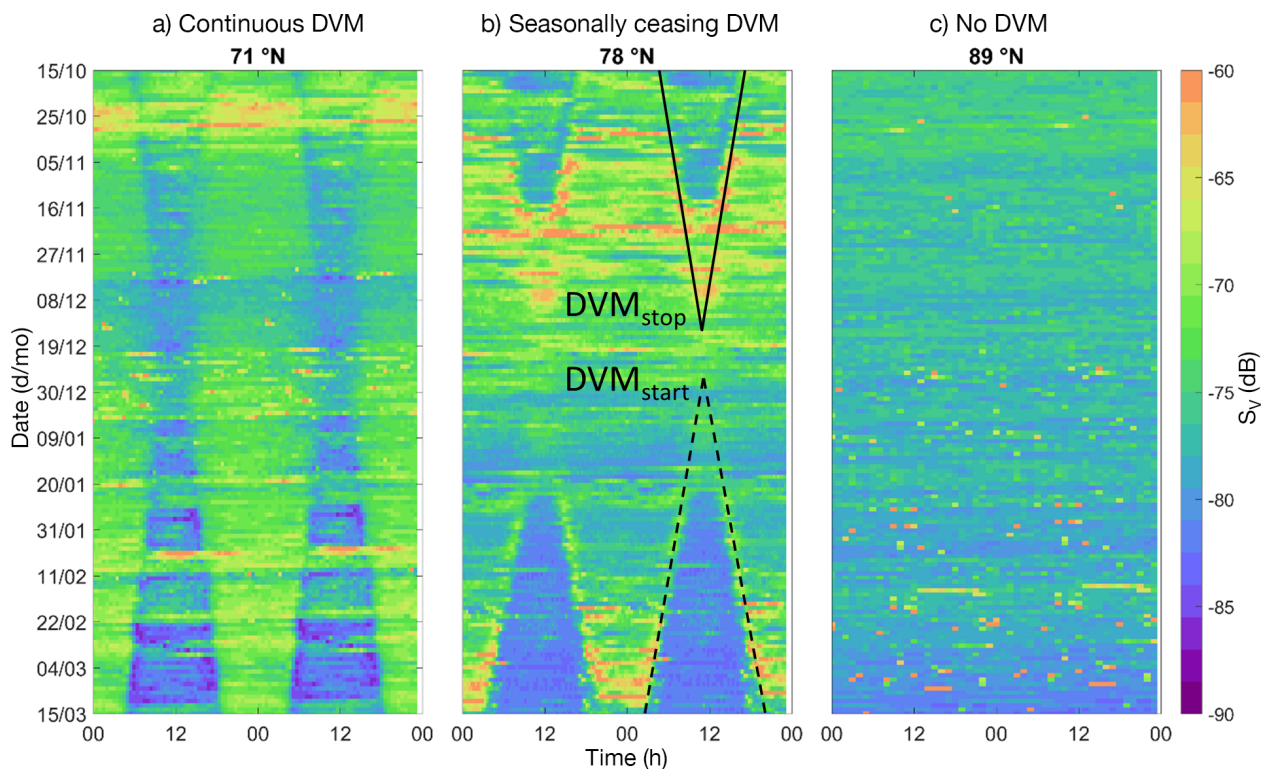 a) Continuous DVM
b) Seasonally ceasing DVM
c) No DVM
71 °N
78 °N
89 °N
15/10
25/10
05/11
16/11
27/11
08/12
19/12
30/12
09/01
20/01
31/01
11/02
22/02
04/03
15/03
Date (d/mo)
DVMstop
DVMstart
-60
-65
-70
-75
-80
-85
-90
SV (dB)
00 12 00 12 00
00 12 00 12 00
00 12 00 12 00
Time (h)